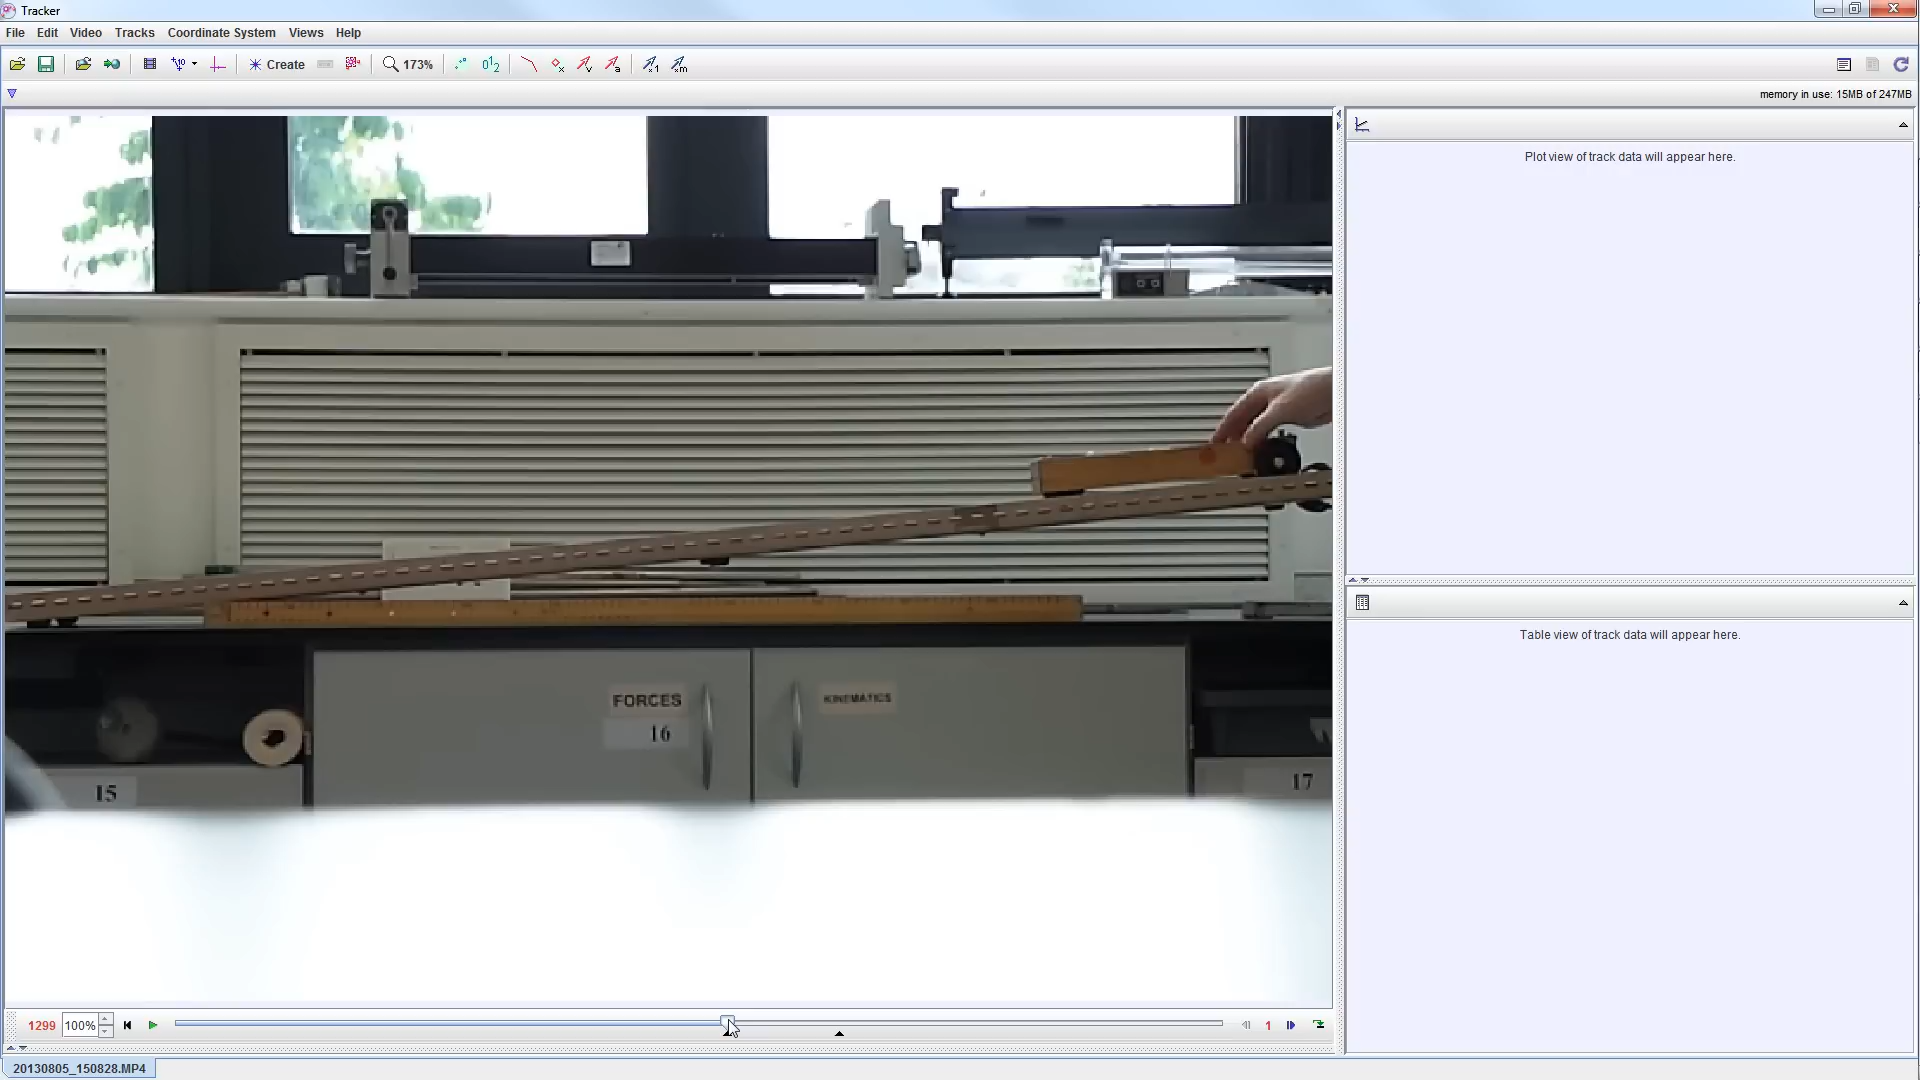 Tracker
File Edit Video Tracks Coordinate System Views Help
Create 173%
memory in use: 15MB of 247MB
Plot view of track data will appear here.
Table view of track data will appear here.
FORCES
16
KINEMATICS
15
17
1299 100% 1
20130805_150828.MP4